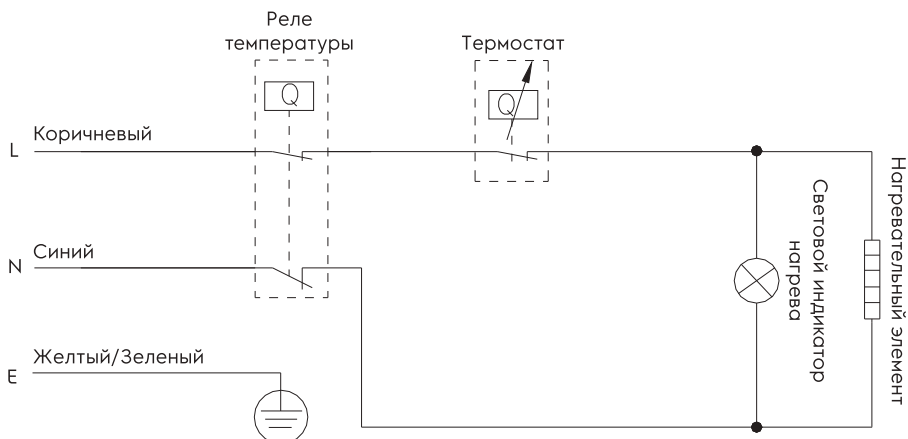 Реле
температуры
Термостат
Q
Q
L
Коричневый
N
Синий
E
Желтый/Зеленый
Световой индикатор
нагрева
Нагревательный элемент